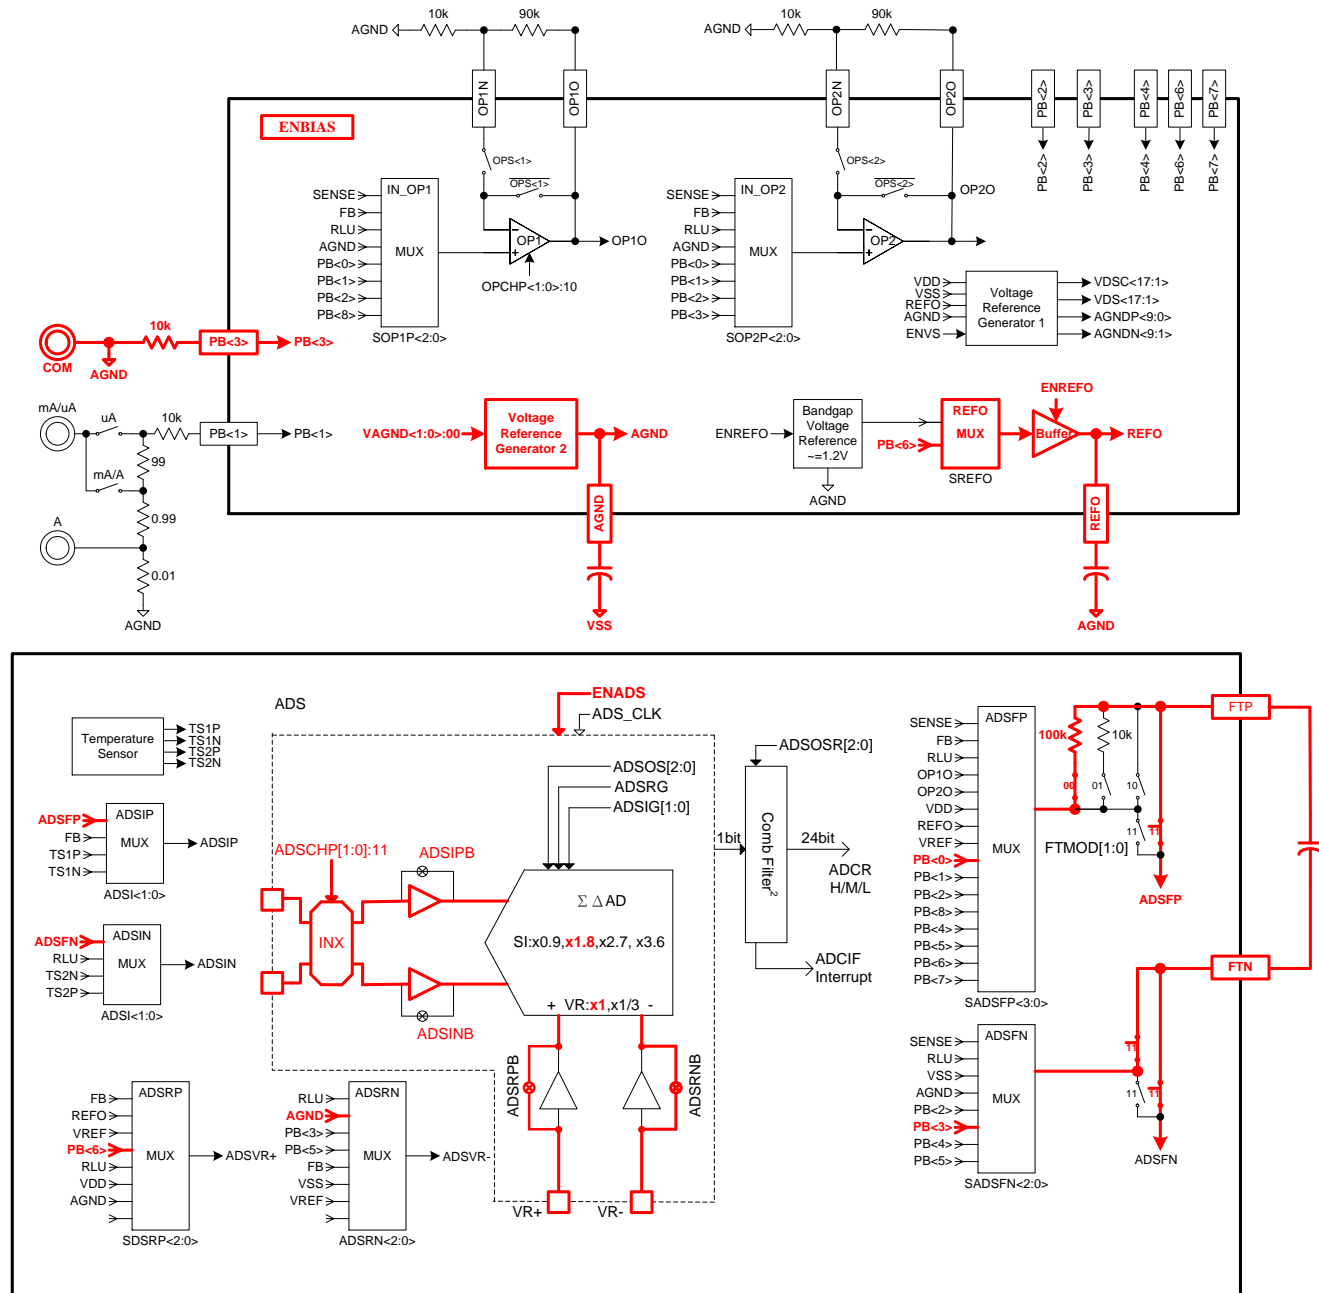 AGND
10k
90k
AGND
10k
90k
OP1N
OP1O
OP2N
OP2O
PB<2>
PB<3>
PB<4>
PB<6>
PB<7>
ENBIAS
PB<2>
PB<3>
PB<4>
PB<6>
PB<7>
OPS<1>
OPS<1>
OPS<2>
OPS<2>
SENSE
FB
RLU
AGND
PB<0>
PB<1>
PB<2>
PB<8>
IN_OP1
MUX
SOP1P<2:0>
OP1
OP1O
OPCHP<1:0>:10
SENSE
FB
RLU
AGND
PB<0>
PB<1>
PB<2>
PB<3>
IN_OP2
MUX
SOP2P<2:0>
OP2
OP2O
VDD
VSS
REFO
AGND
ENVS
Voltage
Reference
Generator 1
VDSC<17:1>
VDS<17:1>
AGNDP<9:0>
AGNDN<9:1>
COM
AGND
10k
PB<3>
PB<3>
mA/uA
uA
10k
PB<1>
PB<1>
99
mA/A
0.99
A
0.01
AGND
VAGND<1:0>:00
Voltage
Reference
Generator 2
AGND
AGND
VSS
ENREFO
Bandgap
Voltage
Reference
~=1.2V
AGND
PB<6>
REFO
MUX
SREFO
ENREFO
Buffer
REFO
REFO
AGND
Temperature
Sensor
TS1P
TS1N
TS2P
TS2N
ADSFP
FB
TS1P
TS1N
ADSIP
MUX
ADSI<1:0>
ADSIP
ADSFN
RLU
TS2N
TS2P
ADSIN
MUX
ADSI<1:0>
ADSIN
FB
REFO
VREF
PB<6>
RLU
VDD
AGND
ADSRP
MUX
SDSRP<2:0>
ADSVR+
RLU
AGND
PB<3>
PB<5>
FB
VSS
VREF
ADSRN
MUX
ADSRN<2:0>
ADSVR-
ADS
ENADS
ADS_CLK
ADSOS[2:0]
ADSRG
ADSIG[1:0]
ADSCHP[1:0]:11
INX
ADSIPB
ADSINB
Σ Δ AD
SI:x0.9,x1.8,x2.7, x3.6
+ VR:x1,x1/3 -
ADSRPB
ADSRNB
VR+
VR-
ADSOSR[2:0]
1bit
Comb Filter²
24bit
ADCR
H/M/L
ADCIF
Interrupt
SENSE
FB
RLU
OP1O
OP2O
VDD
REFO
VREF
PB<0>
PB<1>
PB<2>
PB<8>
PB<4>
PB<5>
PB<6>
PB<7>
ADSFP
MUX
SADSFP<3:0>
100k
10k
00
01
10
11
11
FTMOD[1:0]
ADSFP
FTP
FTN
SENSE
RLU
VSS
AGND
PB<2>
PB<3>
PB<4>
PB<5>
ADSFN
MUX
SADSFN<2:0>
11
11
11
ADSFN